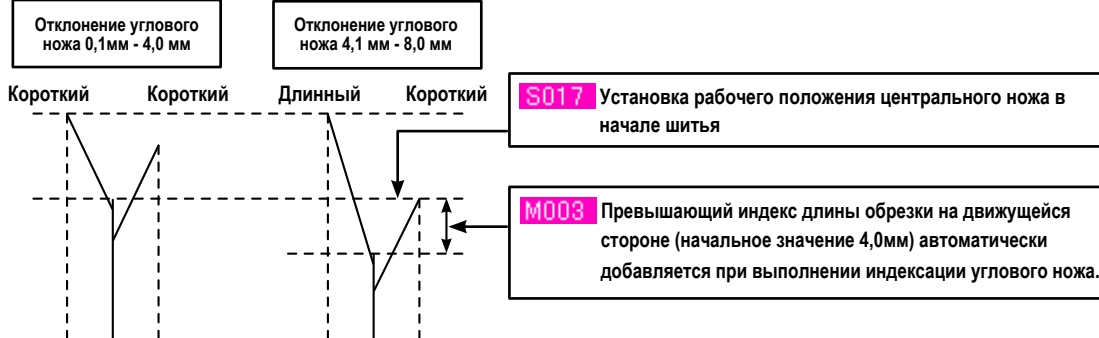 Отклонение углового
ножа 0,1мм - 4,0 мм
Отклонение углового
ножа 4,1 мм - 8,0 мм
Короткий Короткий Длинный Короткий
S017 Установка рабочего положения центрального ножа в
начале шитья
M003 Превышающий индекс длины обрезки на движущейся
стороне (начальное значение 4,0мм) автоматически
добавляется при выполнении индексации углового ножа.